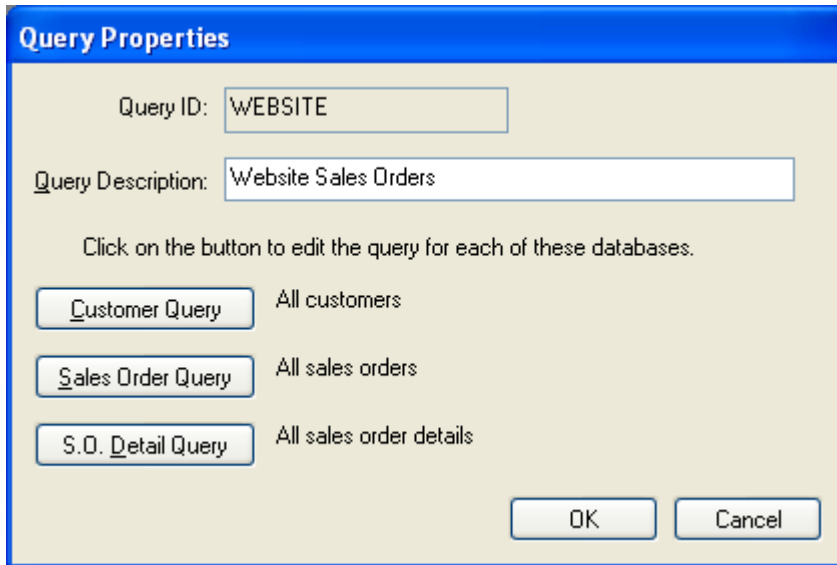 Query Properties
Query ID: WEBSITE
Query Description: Website Sales Orders
Click on the button to edit the query for each of these databases.
Customer Query All customers
Sales Order Query All sales orders
S.O. Detail Query All sales order details
OK Cancel